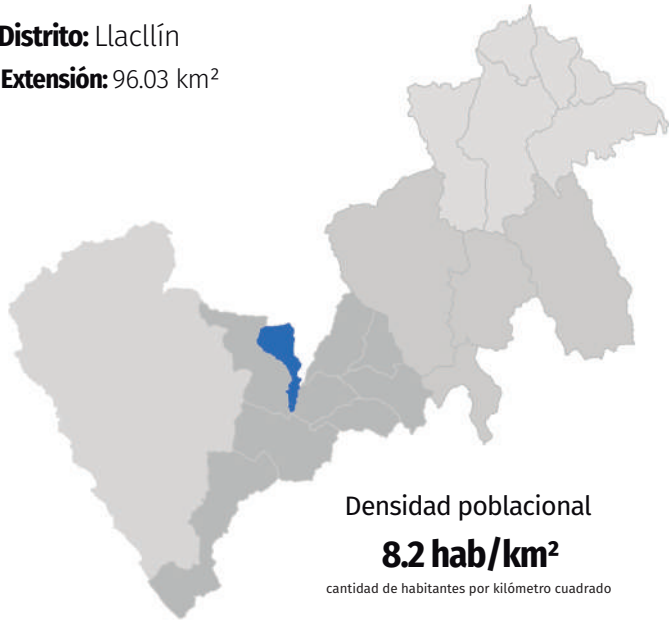 Distrito: Llacllín
Extensión: 96.03 km²
Densidad poblacional
8.2 hab/km²
cantidad de habitantes por kilómetro cuadrado